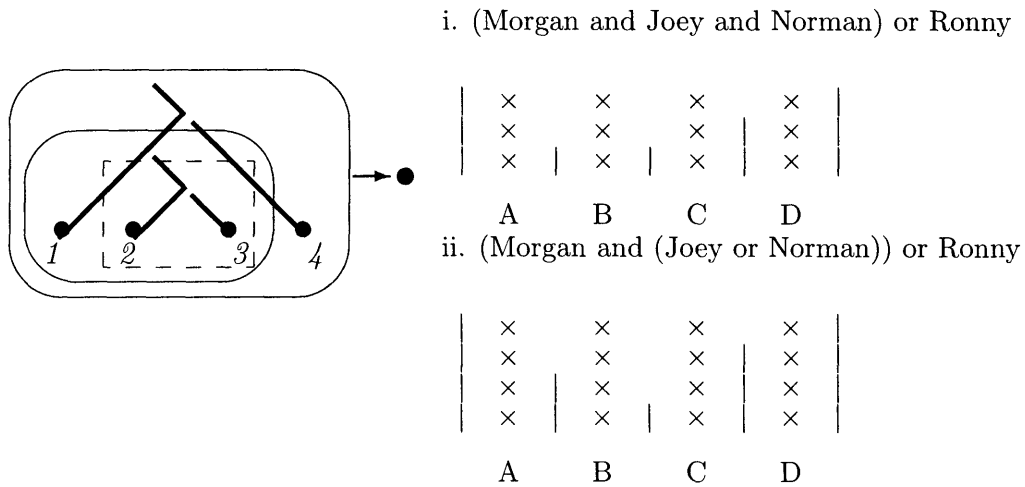 i. (Morgan and Joey and Norman) or Ronny
| × × × × |
| × × × | × |
| × | × | × | × |
A B C D
1 2 3 4
ii. (Morgan and (Joey or Norman)) or Ronny
| × × × × |
| × × × | × |
| × | × × | × |
| × | × | × | × |
A B C D